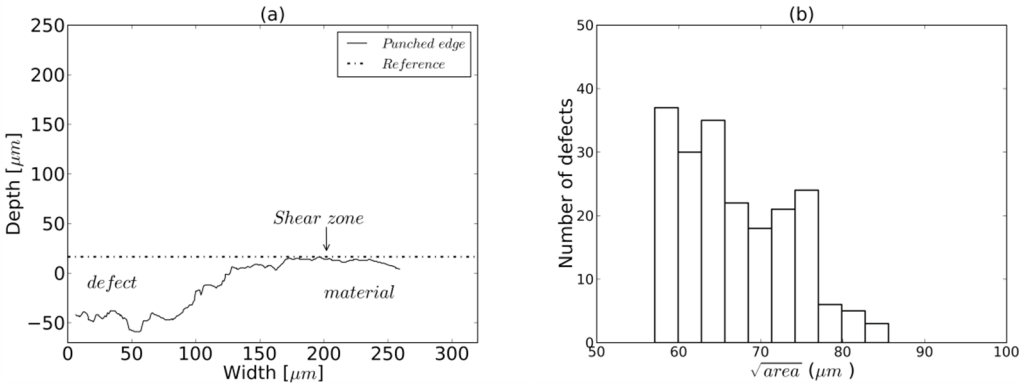 (a)
250
200
150
100
50
0
−50
Depth [μm]
Punched edge
Reference
Shear zone
defect
material
0 50 100 150 200 250 300
Width [μm]
(b)
50
40
30
20
10
0
Number of defects
50 60 70 80 90 100
√area (μm )